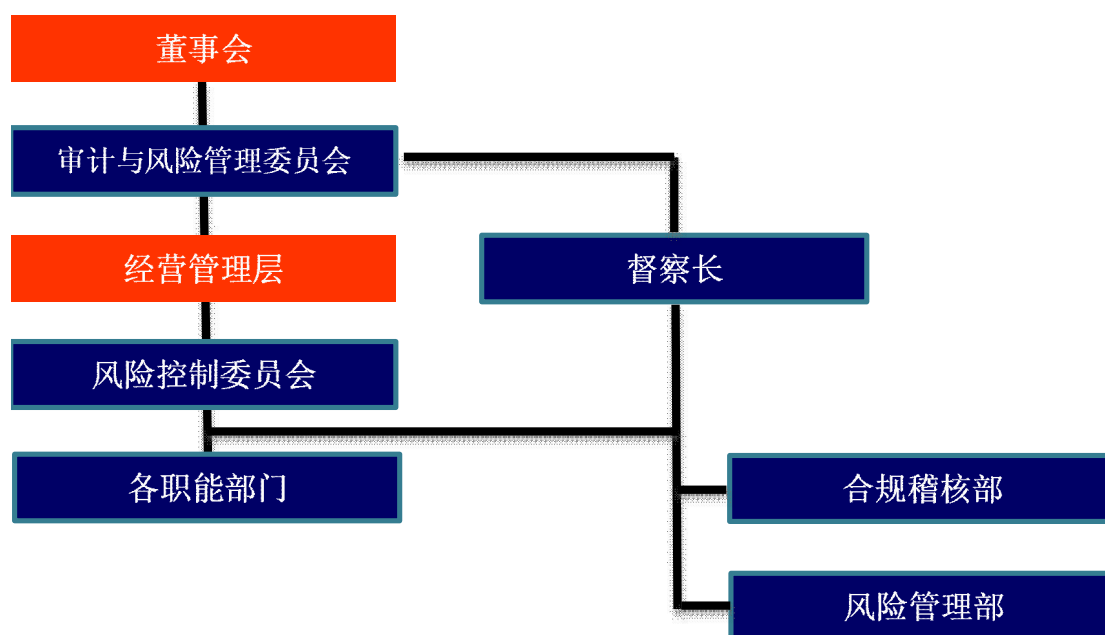 董事会
审计与风险管理委员会
经营管理层
督察长
风险控制委员会
各职能部门
合规稽核部
风险管理部